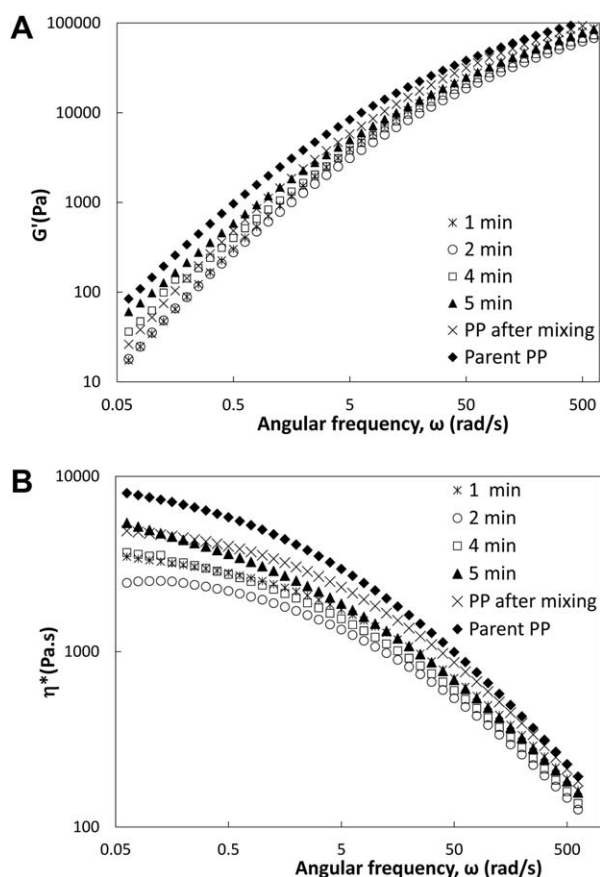 A
100000
10000
1000
100
10
G'(Pa)
1 min
2 min
4 min
5 min
PP after mixing
Parent PP
0.05 0.5 5 50 500
Angular frequency, ω (rad/s)
B
10000
1000
100
η*(Pa.s)
1 min
2 min
4 min
5 min
PP after mixing
Parent PP
0.05 0.5 5 50 500
Angular frequency, ω (rad/s)